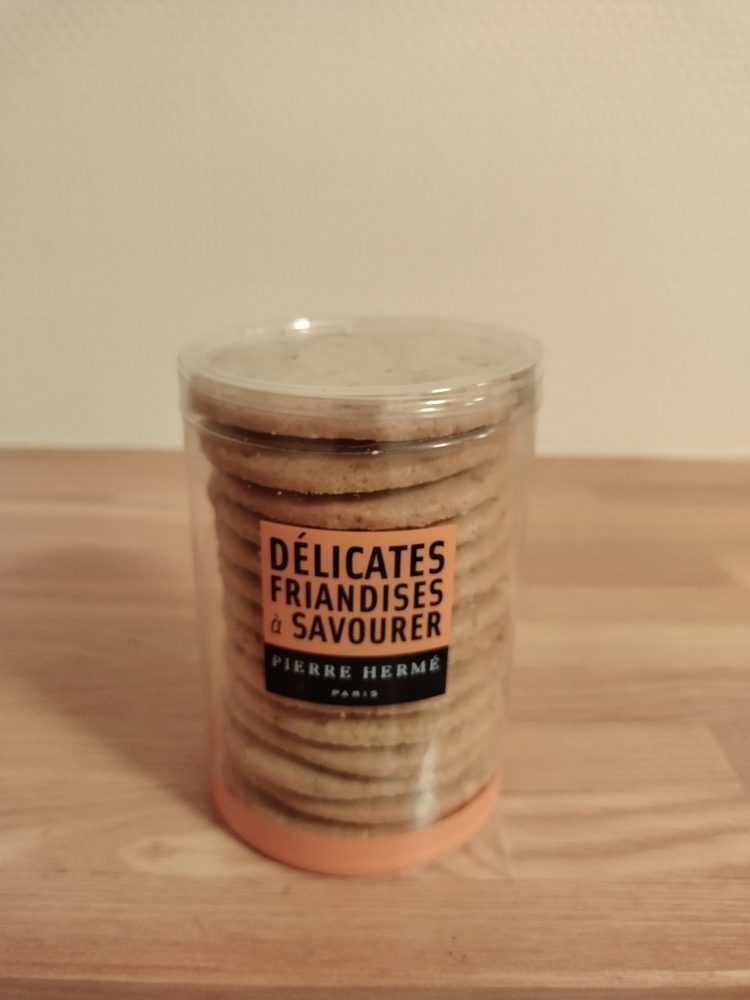 DÉLICATES
FRIANDISES
à SAVOURER
PIERRE HERMÉ
PARIS